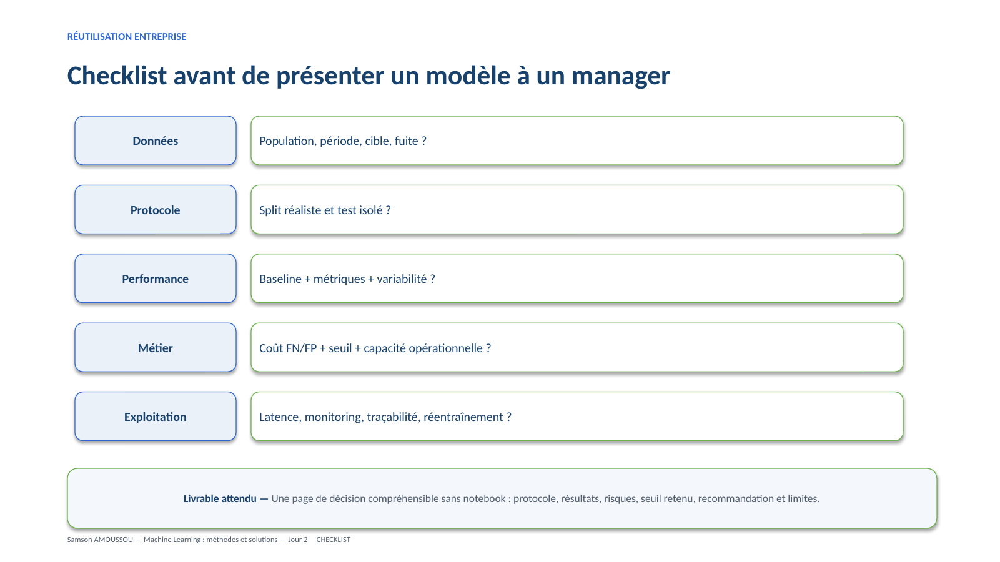 RÉUTILISATION ENTREPRISE
Checklist avant de présenter un modèle à un manager
Données
Population, période, cible, fuite ?
Protocole
Split réaliste et test isolé ?
Performance
Baseline + métriques + variabilité ?
Métier
Coût FN/FP + seuil + capacité opérationnelle ?
Exploitation
Latence, monitoring, traçabilité, réentraînement ?
Livrable attendu — Une page de décision compréhensible sans notebook : protocole, résultats, risques, seuil retenu, recommandation et limites.
Samson AMOUSSOU — Machine Learning : méthodes et solutions — Jour 2 CHECKLIST